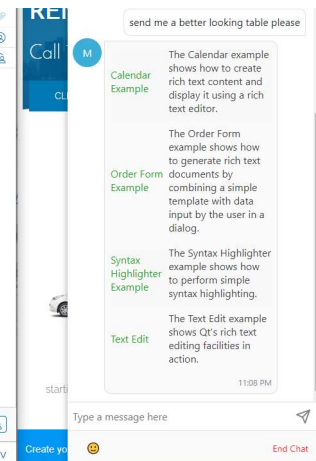 send me a better looking table please
Call
CL
M
Calendar
Example
The Calendar example
shows how to create
rich text content and
display it using a rich
text editor.
Order Form
Example
The Order Form
example shows how
to generate rich text
documents by
combining a simple
template with data
input by the user in a
dialog.
Syntax
Highlighter
Example
The Syntax Highlighter
example shows how
to perform simple
syntax highlighting.
Text Edit
The Text Edit example
shows Qt's rich text
editing facilities in
action.
11:08 PM
starti
Type a message here
Create yo
End Chat